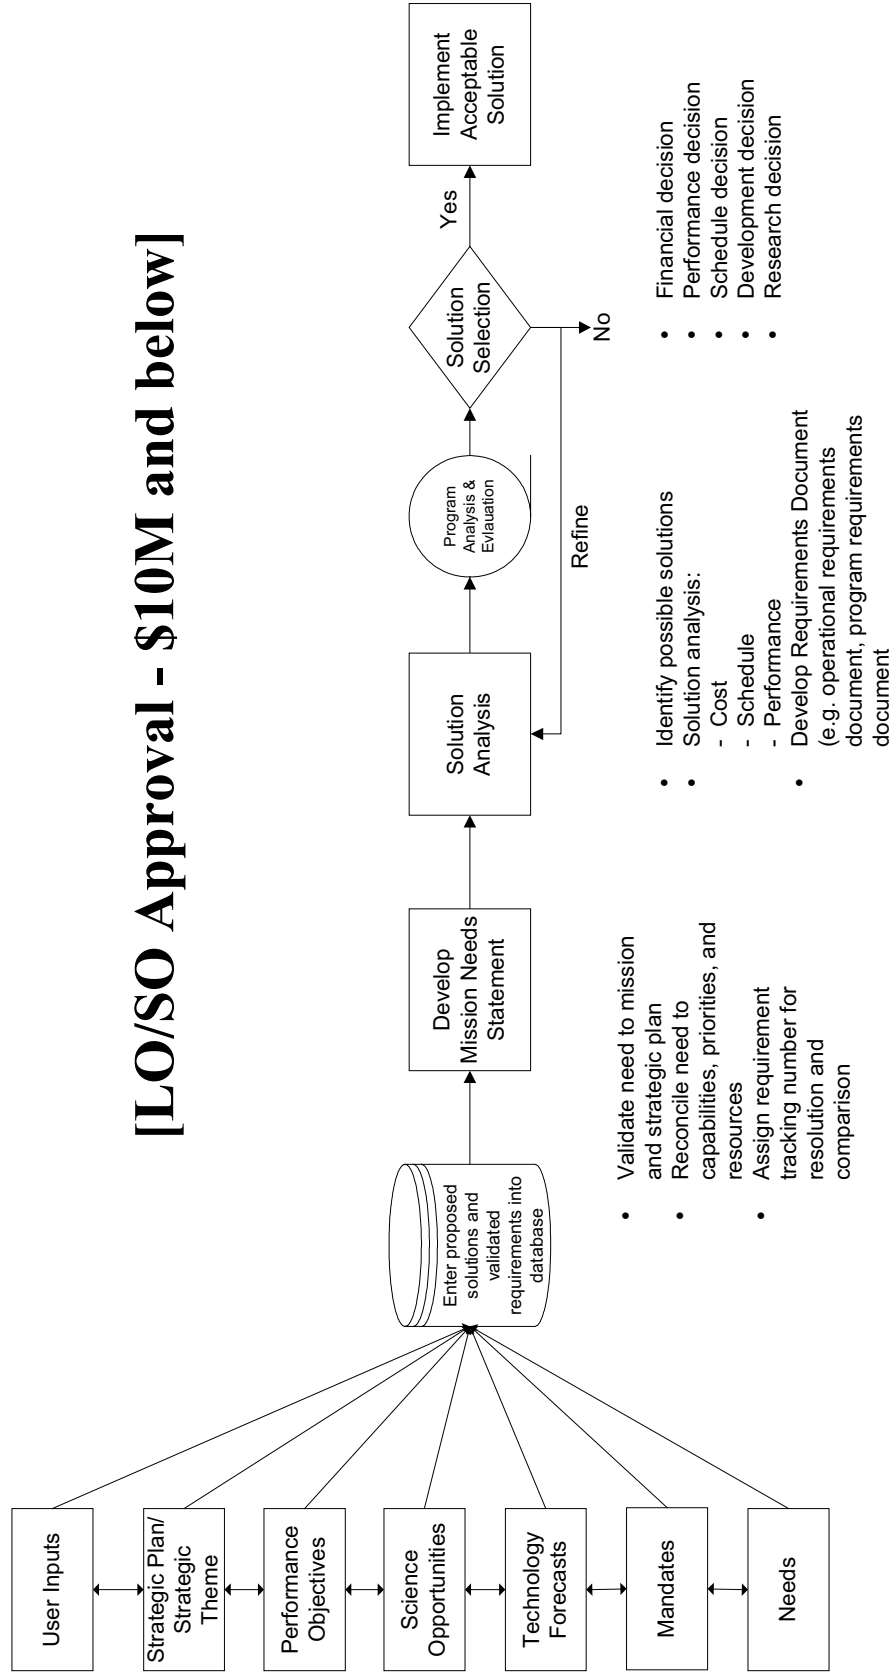 [LO/SO Approval - $10M and below]
User Inputs
Strategic Plan/
Strategic
Theme
Performance
Objectives
Science
Opportunities
Technology
Forecasts
Mandates
Needs
Enter proposed
solutions and
validated
requirements into
database
Develop
Mission Needs
Statement
Solution
Analysis
Program
Analysis &
Evlauation
Solution
Selection
Yes
Implement
Acceptable
Solution
No
Refine
• Validate need to mission
and strategic plan
• Reconcile need to
capabilities, priorities, and
resources
• Assign requirement
tracking number for
resolution and
comparison
• Identify possible solutions
• Solution analysis:
- Cost
- Schedule
- Performance
• Develop Requirements Document
(e.g. operational requirements
document, program requirements
document
• Financial decision
• Performance decision
• Schedule decision
• Development decision
• Research decision